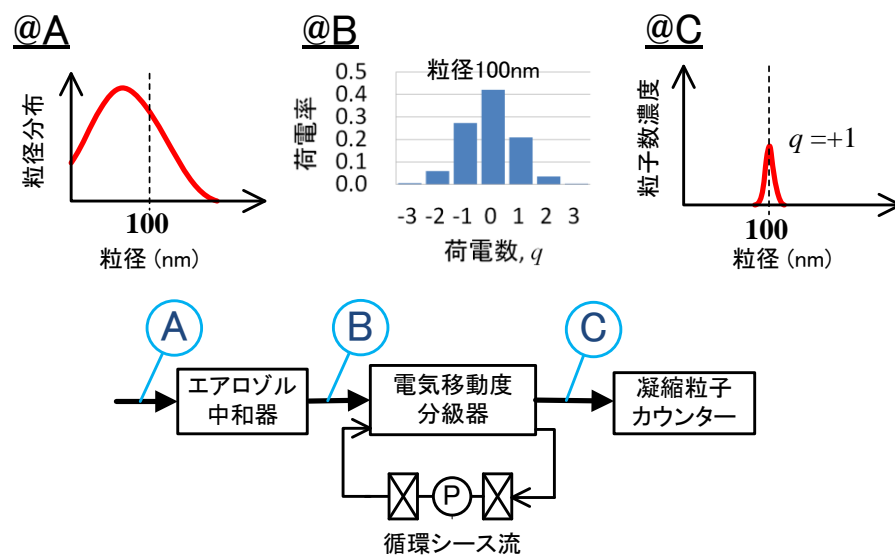 @A
粒径分布
100
粒径 (nm)
@B
粒径100nm
荷電率
0.5
0.4
0.3
0.2
0.1
0.0
-3 -2 -1 0 1 2 3
荷電数, q
@C
粒子数濃度
q =+1
100
粒径 (nm)
A
B
C
エアロゾル
中和器
電気移動度
分級器
凝縮粒子
カウンター
P
循環シース流